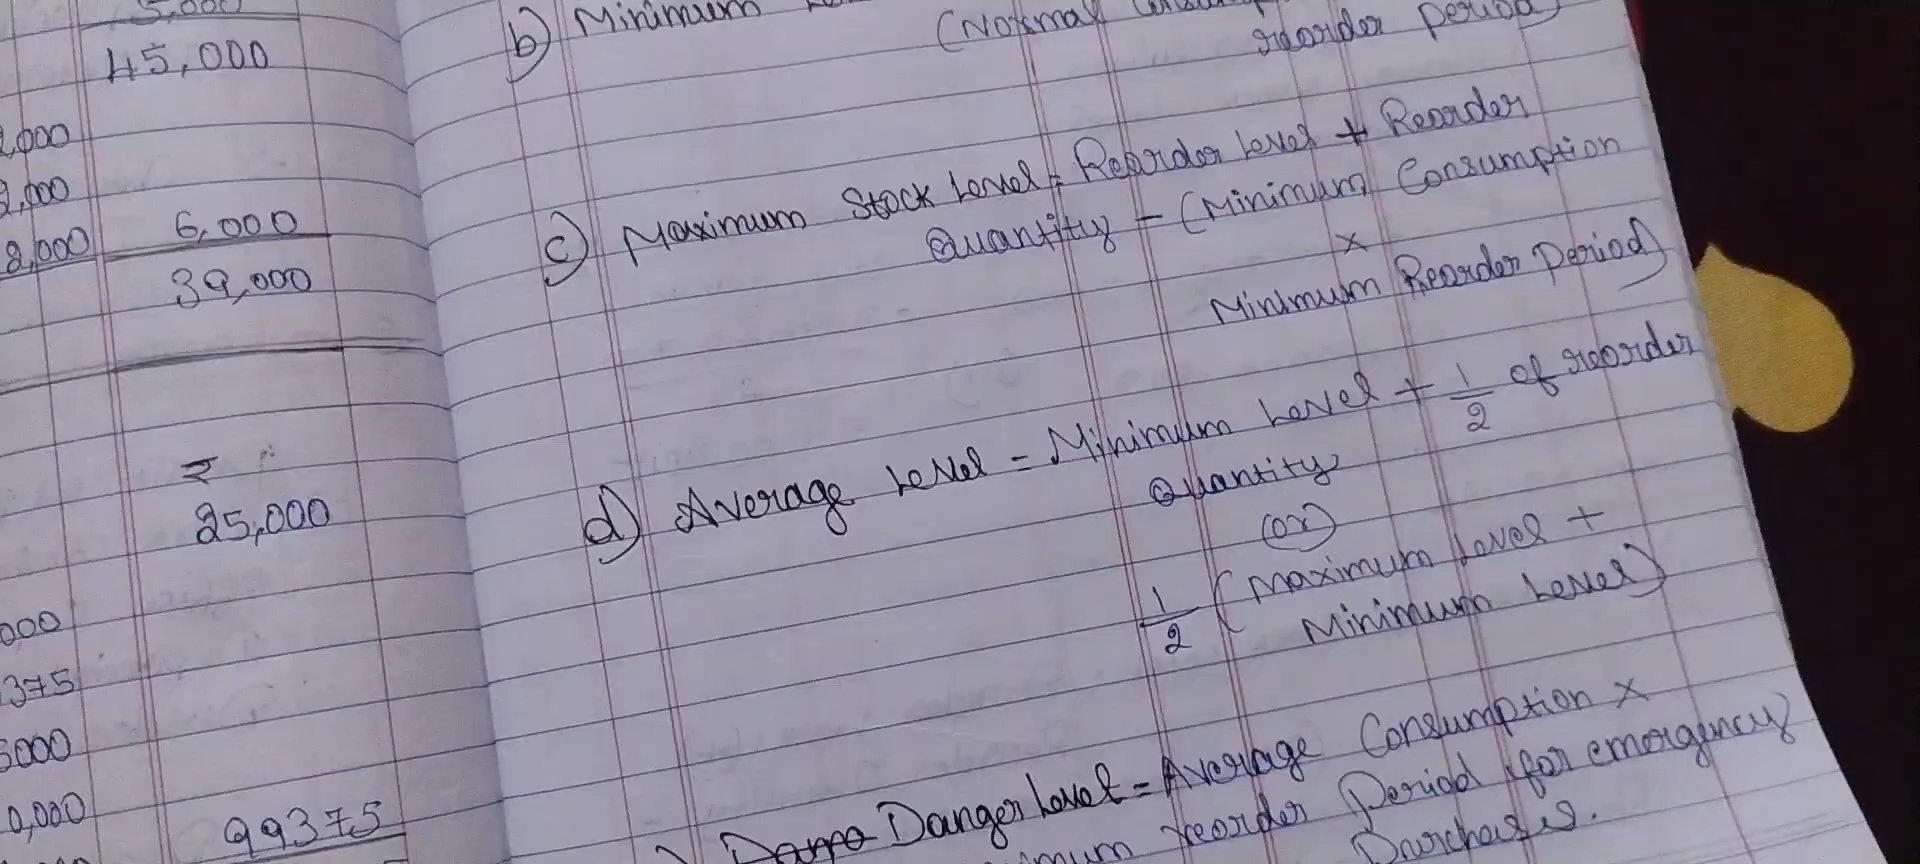 5,000
45,000
2,000
2,000
2,000 6,000
39,000
₹
25,000
000
375
5000
0,000
99375
b) Minimum
(Normal
reorder period)
c) Maximum Stock Level = Reorder Level + Reorder
Quantity - (Minimum Consumption
×
Minimum Reorder Period)
d) Average Level = Minimum Level + 1/2 of reorder
Quantity
(or)
1/2 (Maximum Level +
Minimum Level)
Danger Level = Average Consumption ×
reorder Period for emergency
Purchases.